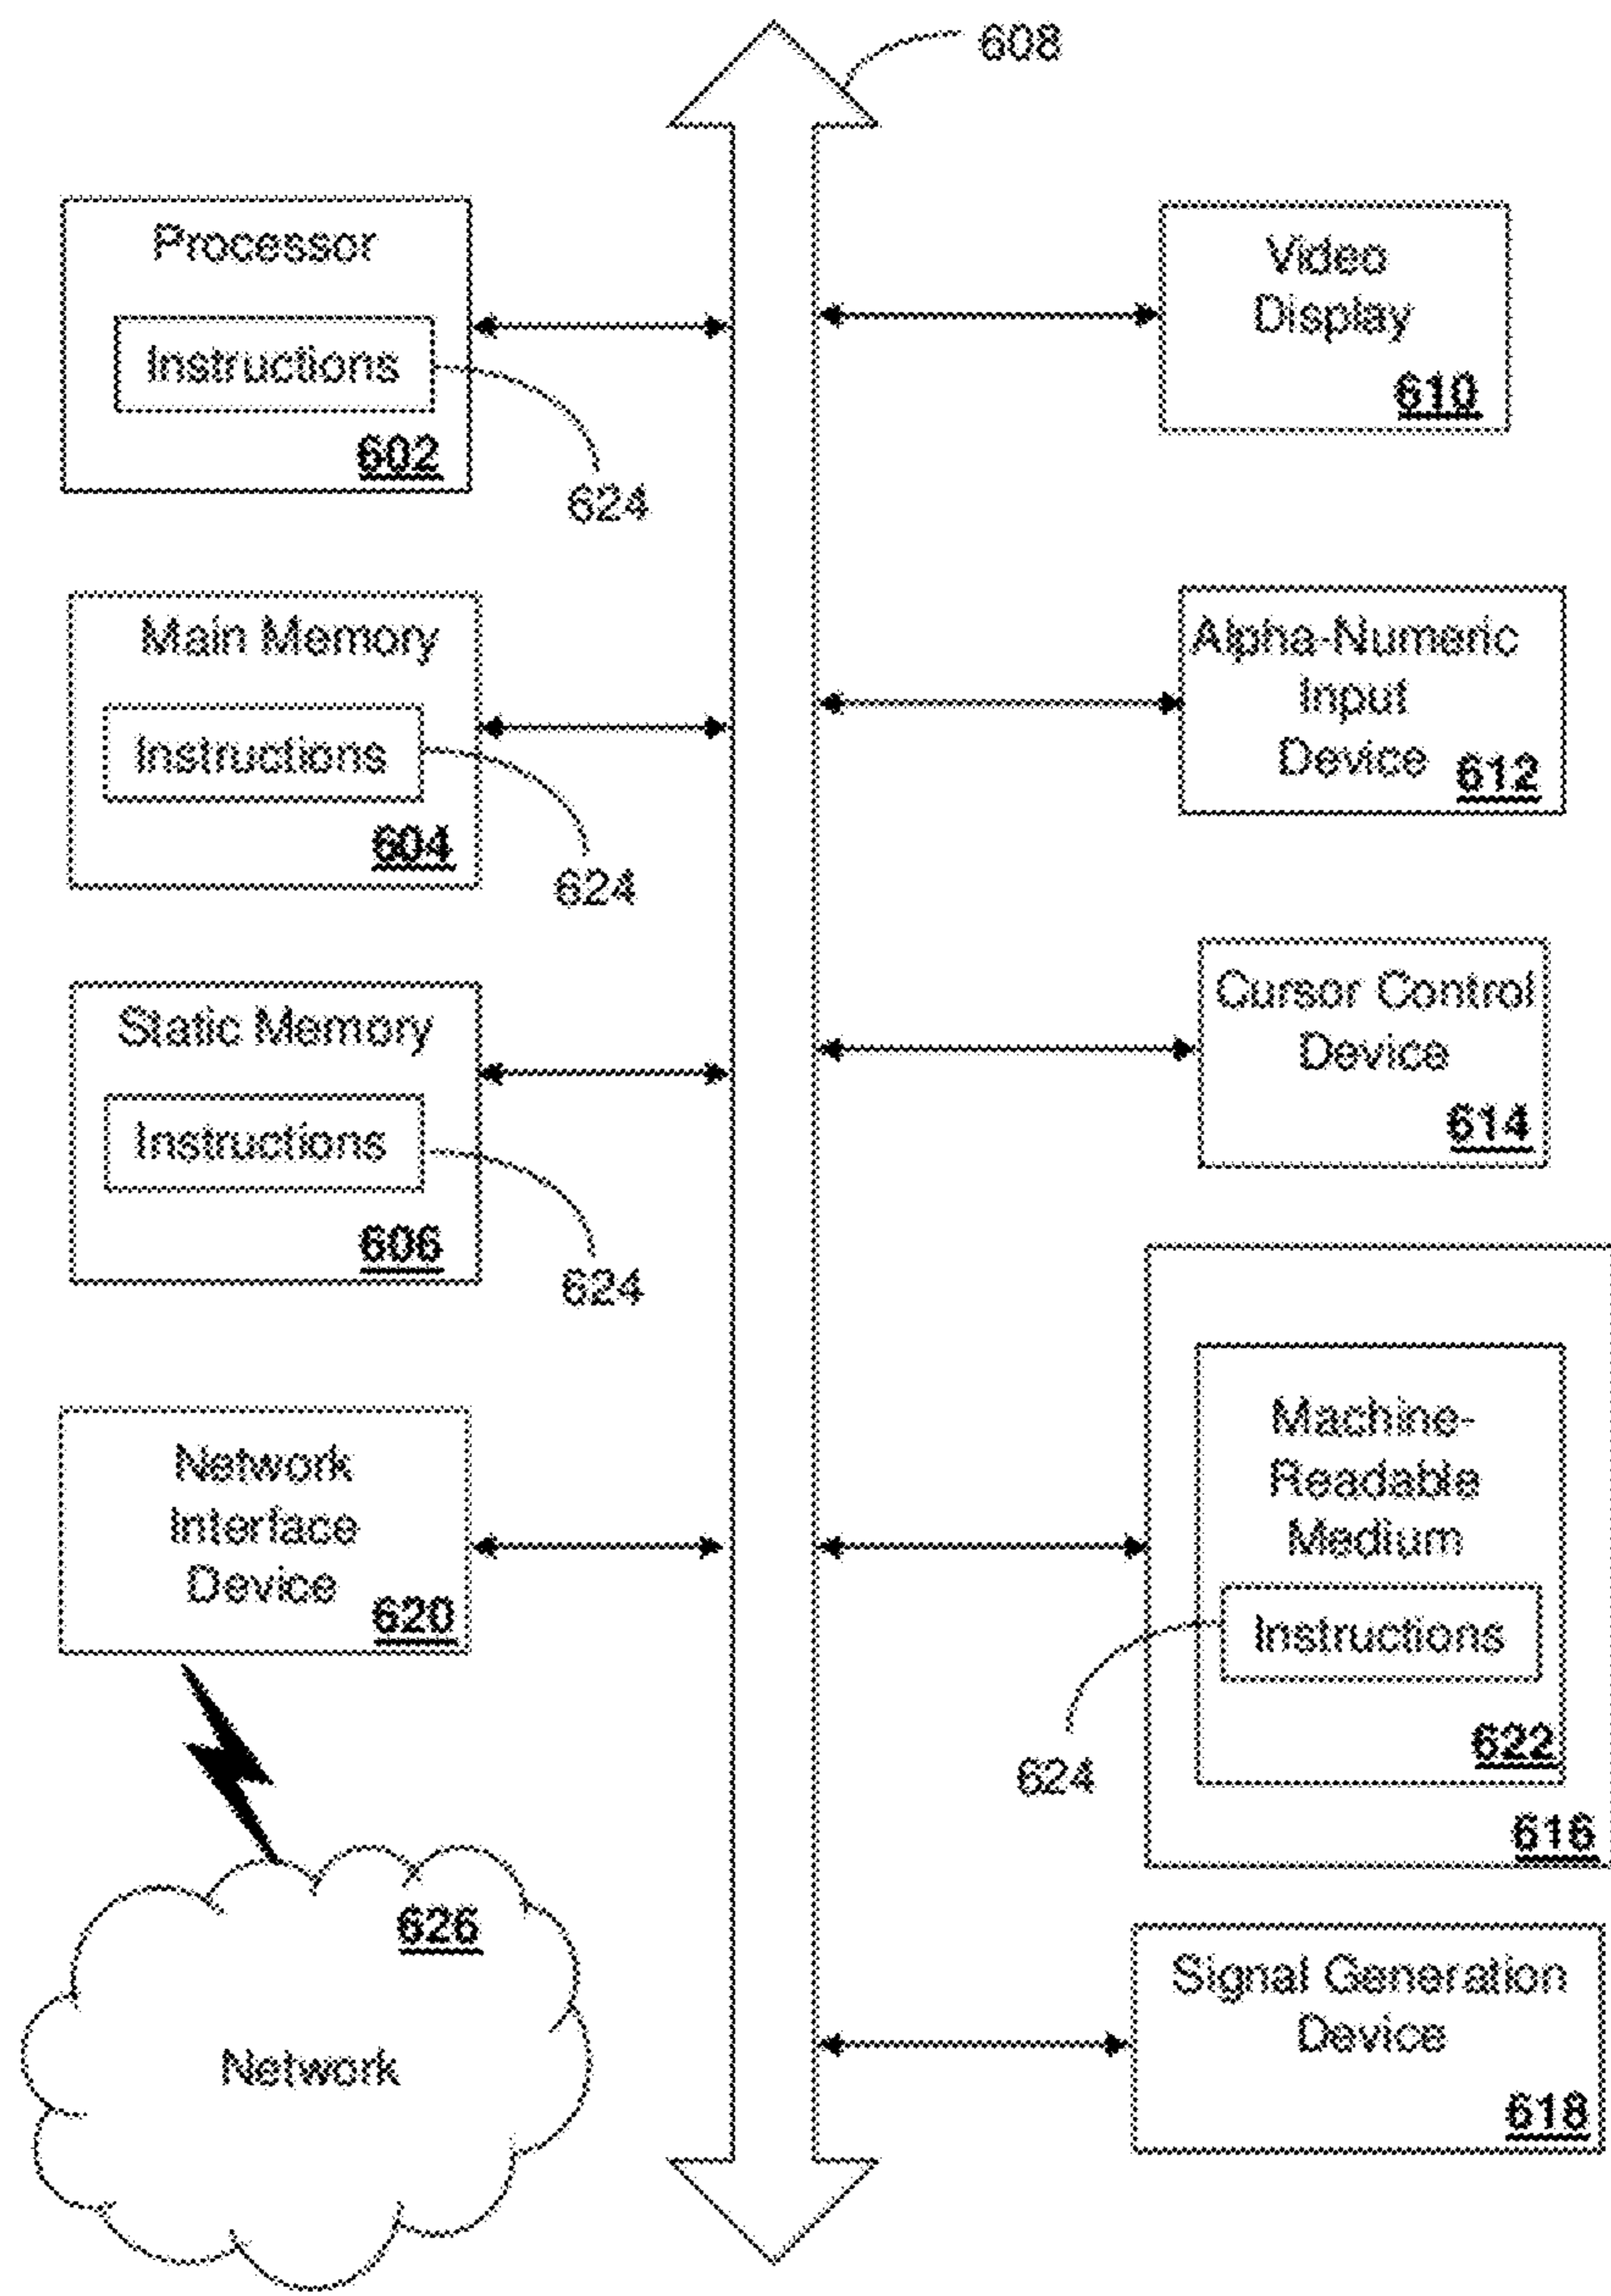 608
Processor
Instructions
602
624
Main Memory
Instructions
604
624
Static Memory
Instructions
606
624
Network
Interface
Device
620
626
Network
Video
Display
610
Alpha-Numeric
Input
Device
612
Cursor Control
Device
614
Machine-
Readable
Medium
Instructions
622
624
616
Signal Generation
Device
618